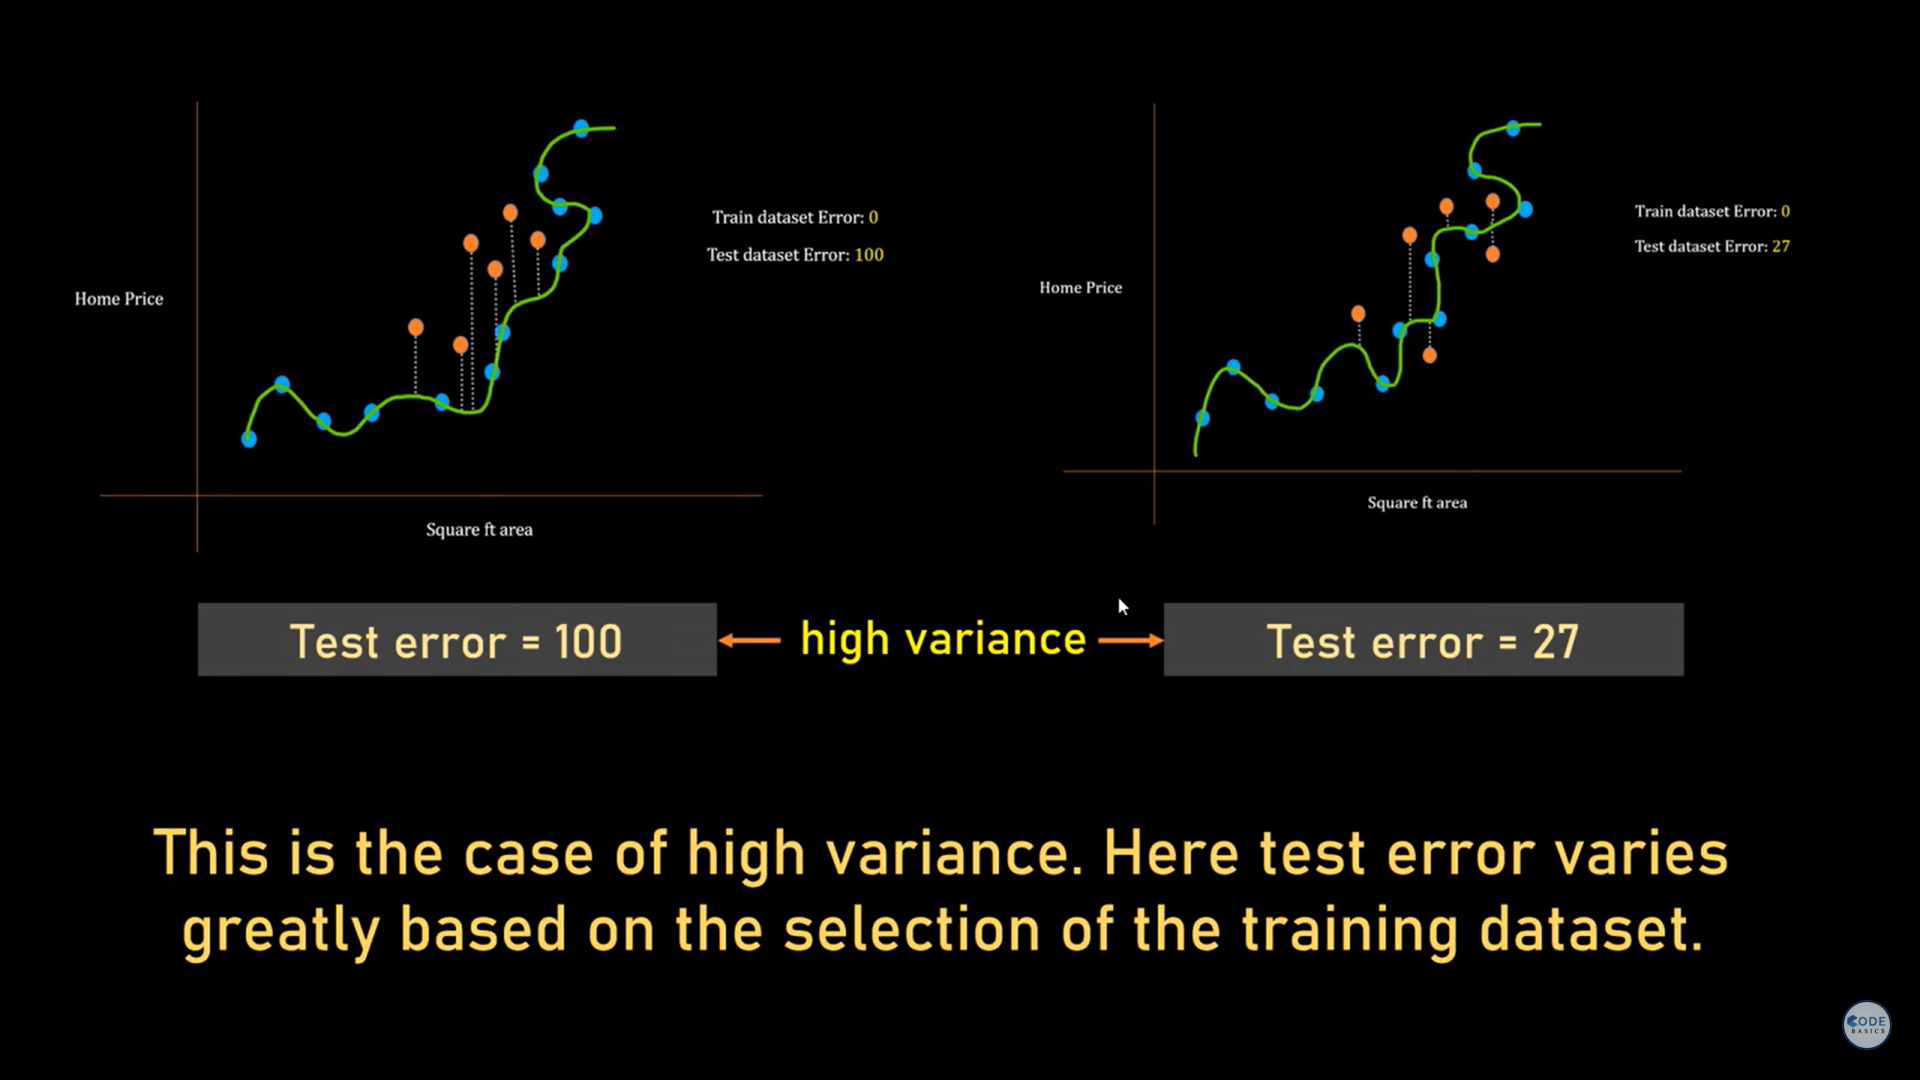 Train dataset Error: 0
Test dataset Error: 100
Home Price
Square ft area
Train dataset Error: 0
Test dataset Error: 27
Home Price
Square ft area
Test error = 100
high variance
Test error = 27
This is the case of high variance. Here test error varies
greatly based on the selection of the training dataset.
CODE
BASICS